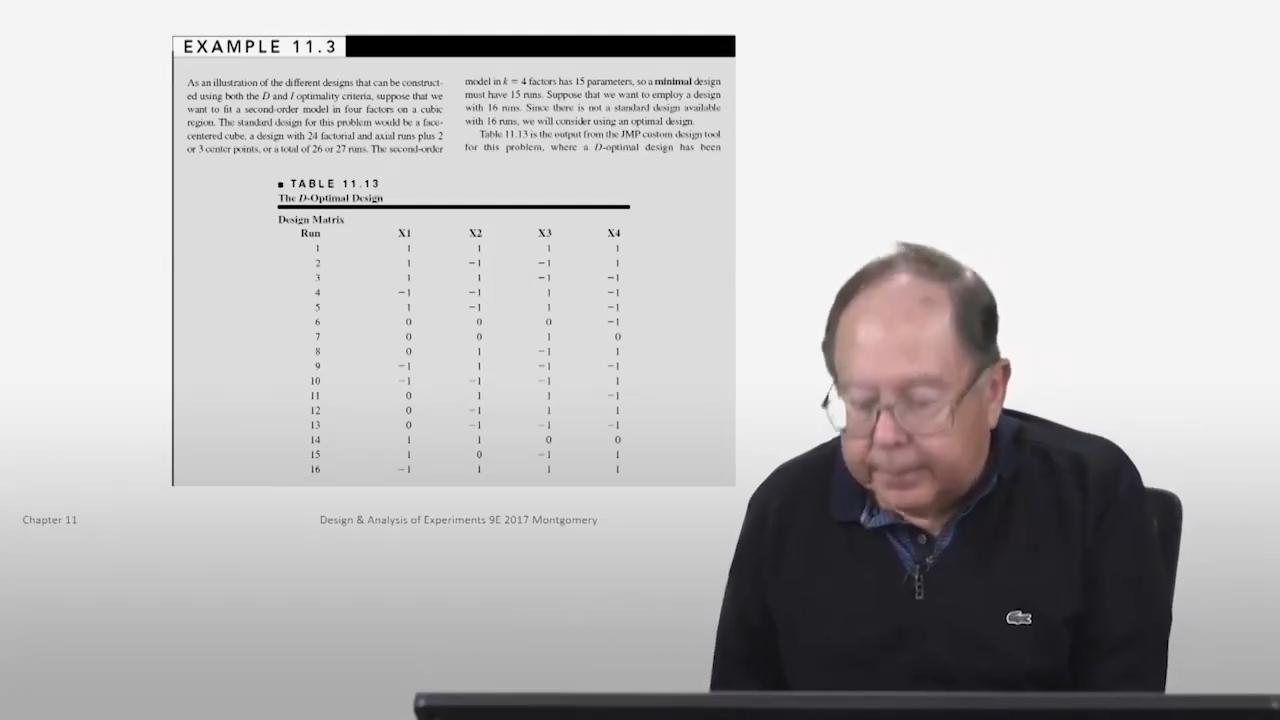 EXAMPLE 11.3
As an illustration of the different designs that can be construct-
ed using both the D and I optimality criteria, suppose that we
want to fit a second-order model in four factors on a cubic
region. The standard design for this problem would be a face-
centered cube, a design with 24 factorial and axial runs plus 2
or 3 center points, or a total of 26 or 27 runs. The second-order
model in k = 4 factors has 15 parameters, so a minimal design
must have 15 runs. Suppose that we want to employ a design
with 16 runs. Since there is not a standard design available
with 16 runs, we will consider using an optimal design.
Table 11.13 is the output from the JMP custom design tool
for this problem, where a D-optimal design has been
■ TABLE 11.13
The D-Optimal Design
Design Matrix
Run X1 X2 X3 X4
1 1 1 1 1
2 1 −1 −1 1
3 1 1 −1 −1
4 −1 −1 1 −1
5 1 −1 1 −1
6 0 0 0 −1
7 0 0 1 0
8 0 1 −1 1
9 −1 1 −1 −1
10 −1 −1 −1 1
11 0 1 1 −1
12 0 −1 1 1
13 0 −1 −1 −1
14 1 1 0 0
15 1 0 −1 1
16 −1 1 1 1
Chapter 11
Design & Analysis of Experiments 9E 2017 Montgomery